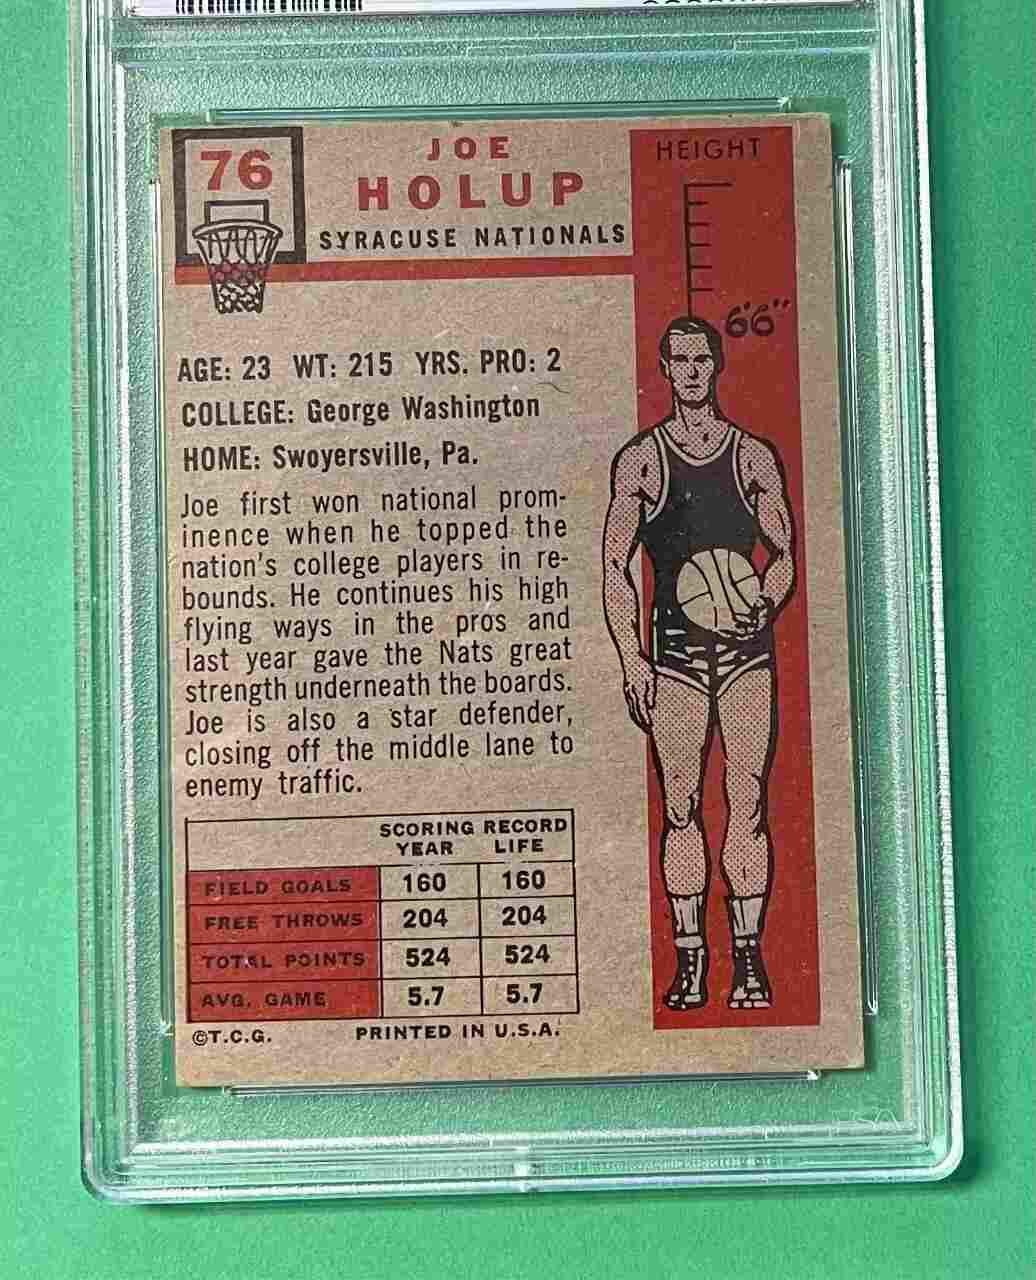 76
JOE
HOLUP
SYRACUSE NATIONALS
HEIGHT
6'6"
AGE: 23 WT: 215 YRS. PRO: 2
COLLEGE: George Washington
HOME: Swoyersville, Pa.
Joe first won national prom-
inence when he topped the
nation's college players in re-
bounds. He continues his high
flying ways in the pros and
last year gave the Nats great
strength underneath the boards.
Joe is also a star defender,
closing off the middle lane to
enemy traffic.
SCORING RECORD
YEAR LIFE
FIELD GOALS 160 160
FREE THROWS 204 204
TOTAL POINTS 524 524
AVG. GAME 5.7 5.7
©T.C.G. PRINTED IN U.S.A.